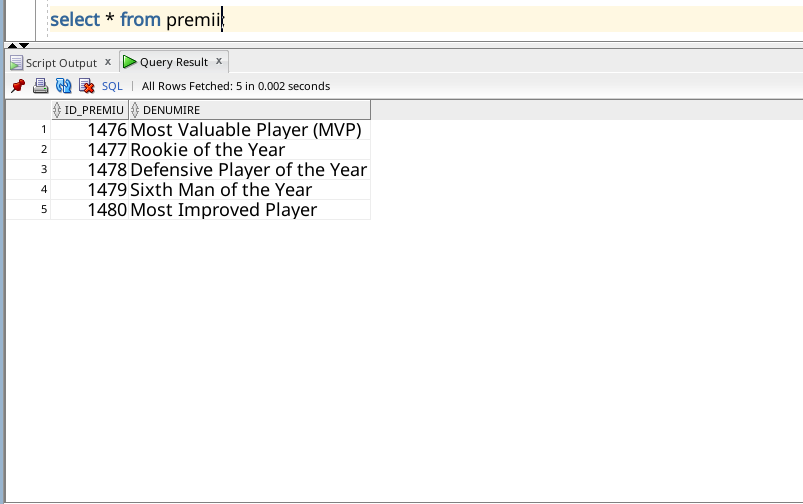 select * from premii;
Script Output x Query Result x
SQL | All Rows Fetched: 5 in 0.002 seconds
ID_PREMIU DENUMIRE
1 1476 Most Valuable Player (MVP)
2 1477 Rookie of the Year
3 1478 Defensive Player of the Year
4 1479 Sixth Man of the Year
5 1480 Most Improved Player